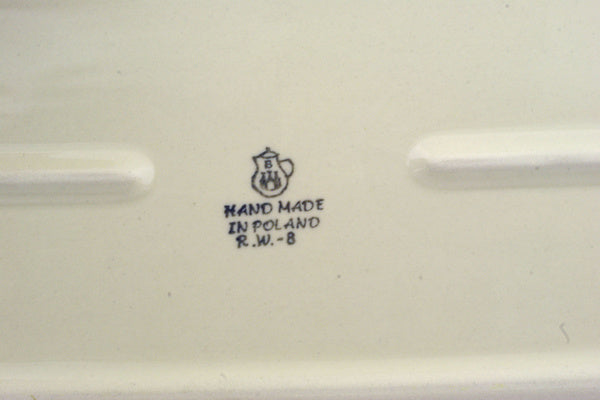 B
HAND MADE
IN POLAND
R.W.-8